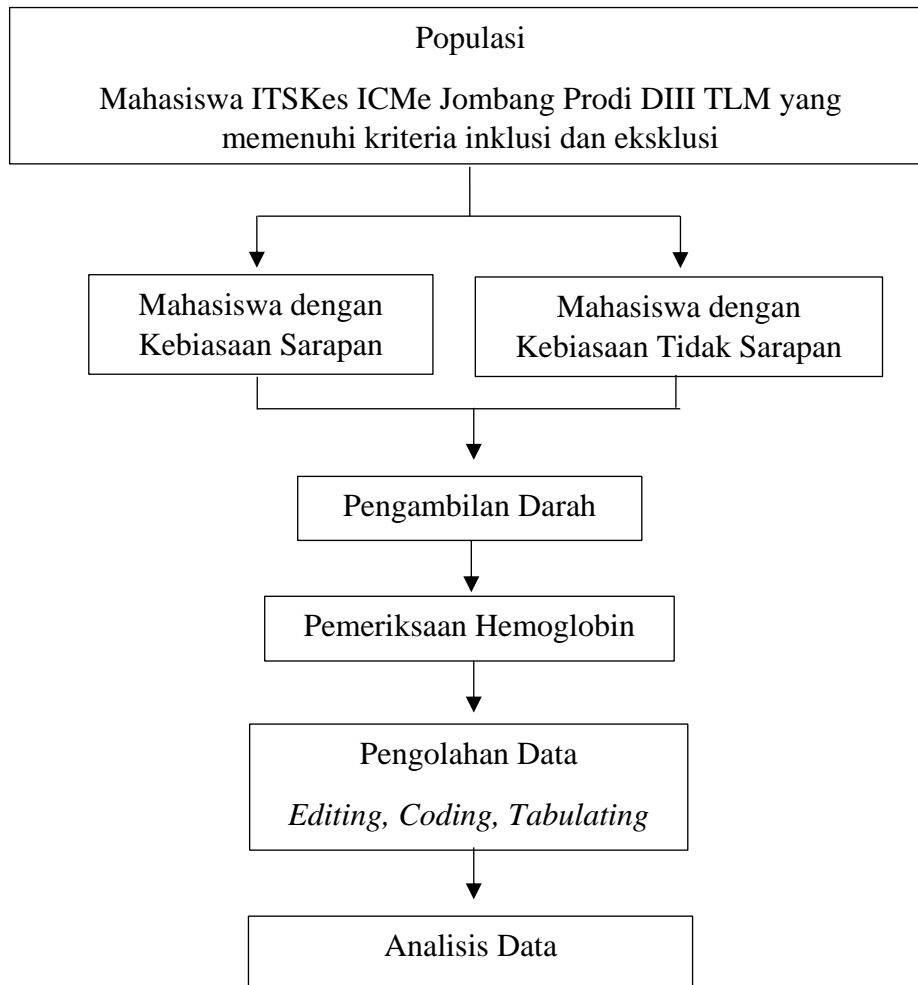 Populasi
Mahasiswa ITSKes ICMe Jombang Prodi DIII TLM yang
memenuhi kriteria inklusi dan eksklusi
Mahasiswa dengan
Kebiasaan Sarapan
Mahasiswa dengan
Kebiasaan Tidak Sarapan
Pengambilan Darah
Pemeriksaan Hemoglobin
Pengolahan Data
Editing, Coding, Tabulating
Analisis Data